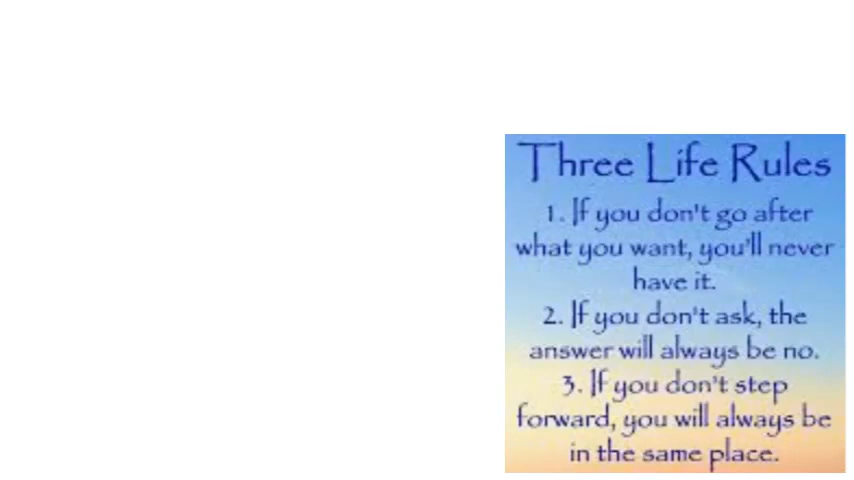 Three Life Rules
1. If you don't go after
what you want, you'll never
have it.
2. If you don't ask, the
answer will always be no.
3. If you don't step
forward, you will always be
in the same place.